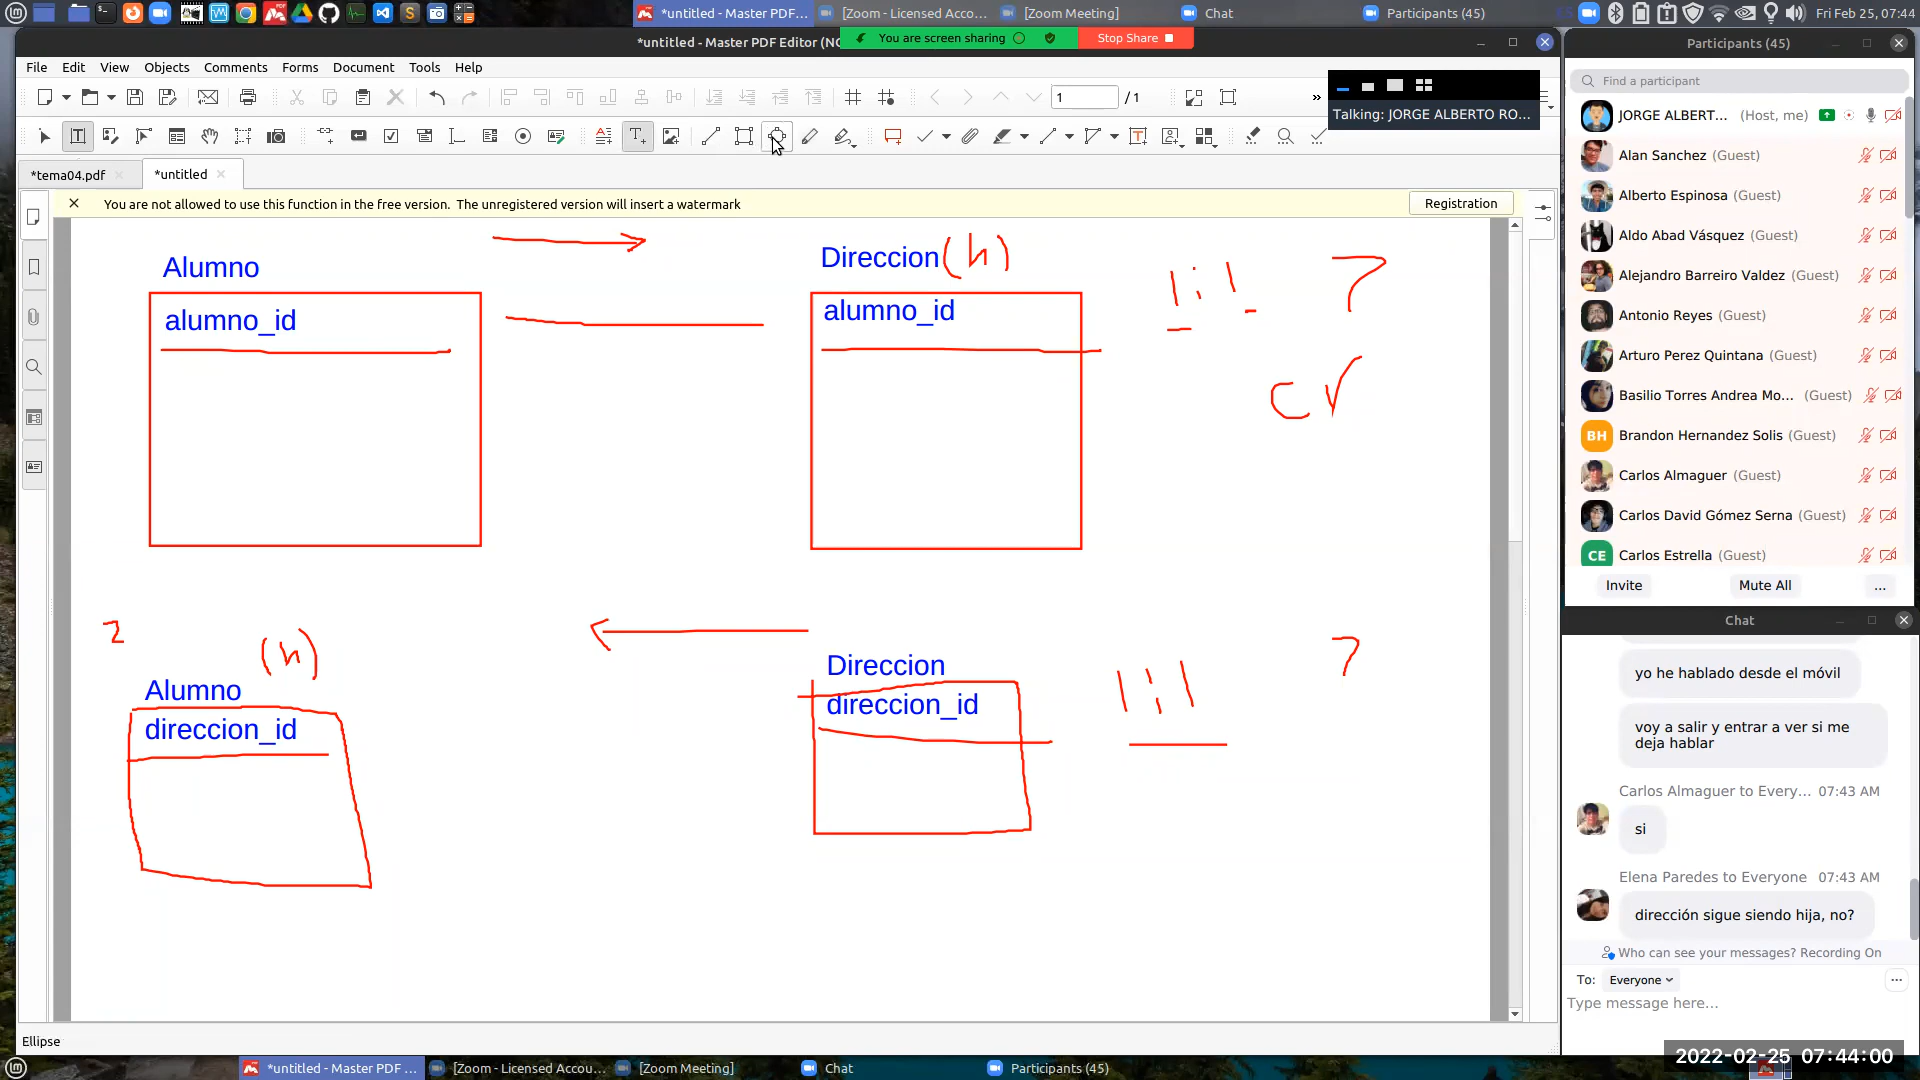 *untitled - Master PDF...
[Zoom - Licensed Acco...
[Zoom Meeting]
Chat
Participants (45)
Fri Feb 25, 07:44
*untitled - Master PDF Editor (NO
You are screen sharing
Stop Share
Participants (45)
File Edit View Objects Comments Forms Document Tools Help
Find a participant
1 / 1
»
Talking: JORGE ALBERTO RO...
JORGE ALBERT... (Host, me)
Alan Sanchez (Guest)
Alberto Espinosa (Guest)
Aldo Abad Vásquez (Guest)
Alejandro Barreiro Valdez (Guest)
Antonio Reyes (Guest)
Arturo Perez Quintana (Guest)
Basilio Torres Andrea Mo... (Guest)
BH Brandon Hernandez Solis (Guest)
Carlos Almaguer (Guest)
Carlos David Gómez Serna (Guest)
CE Carlos Estrella (Guest)
Invite Mute All ...
*tema04.pdf
*untitled
You are not allowed to use this function in the free version. The unregistered version will insert a watermark
Registration
Alumno
Direccion (h)
1:1
?
alumno_id
alumno_id
2
(h)
Alumno
direccion_id
Direccion
direccion_id
1:1
?
Chat
yo he hablado desde el móvil
voy a salir y entrar a ver si me
deja hablar
Carlos Almaguer to Every... 07:43 AM
si
Elena Paredes to Everyone 07:43 AM
dirección sigue siendo hija, no?
Who can see your messages? Recording On
To: Everyone
Type message here...
Ellipse
*untitled - Master PDF ...
[Zoom - Licensed Accou...
[Zoom Meeting]
Chat
Participants (45)
2022-02-25 07:44:00